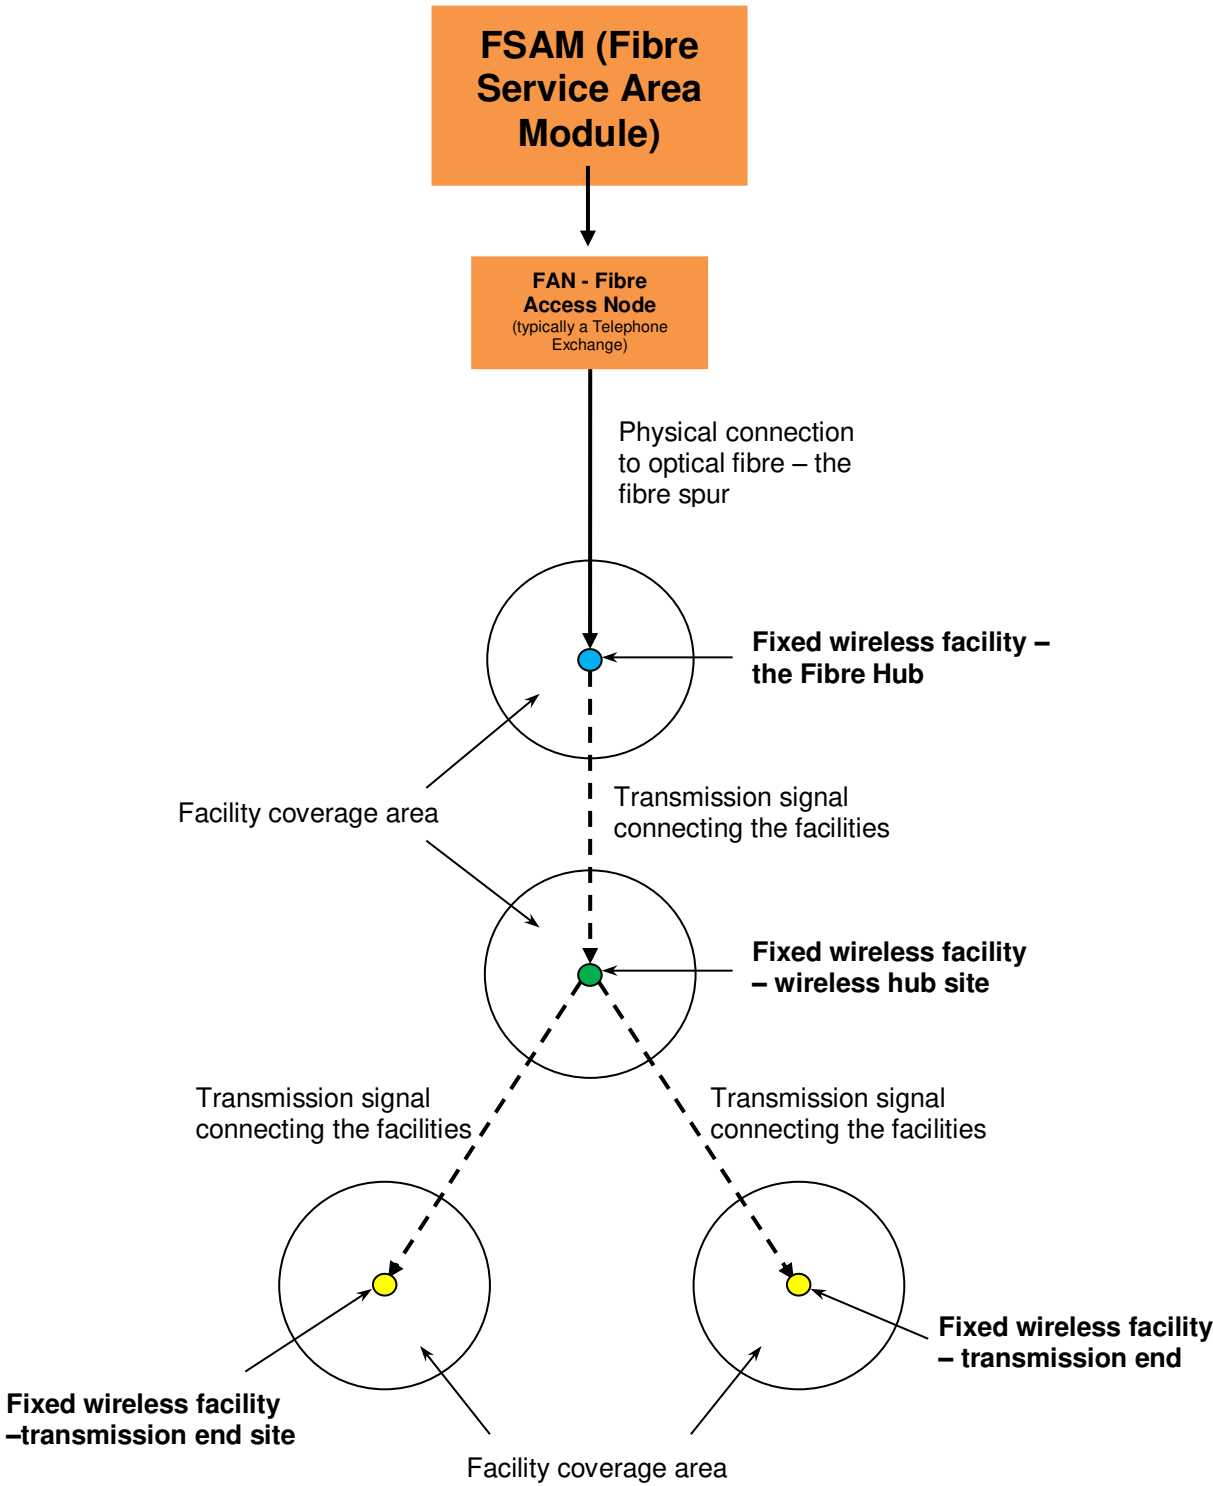 FSAM (Fibre
Service Area
Module)
FAN - Fibre
Access Node
(typically a Telephone
Exchange)
Physical connection
to optical fibre – the
fibre spur
Fixed wireless facility –
the Fibre Hub
Transmission signal
connecting the facilities
Facility coverage area
Fixed wireless facility
– wireless hub site
Transmission signal
connecting the facilities
Transmission signal
connecting the facilities
Fixed wireless facility
– transmission end
Fixed wireless facility
–transmission end site
Facility coverage area